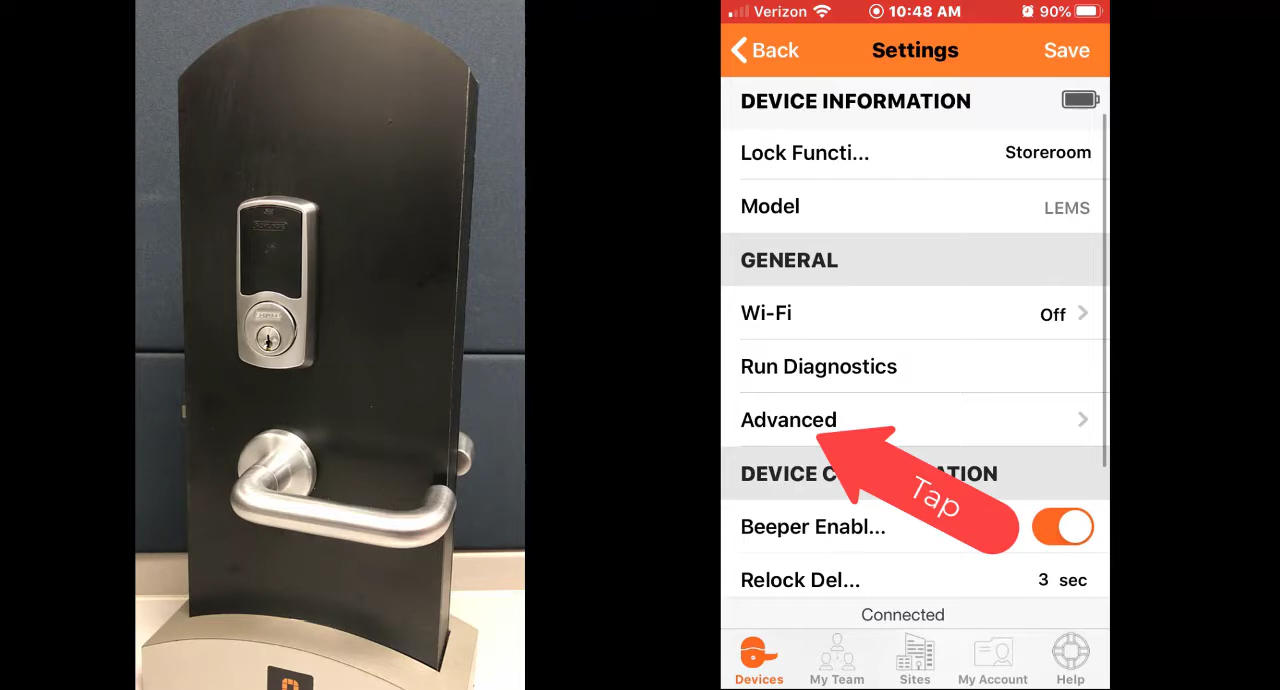 Verizon 10:48 AM 90%
Back Settings Save
DEVICE INFORMATION
Lock Functi... Storeroom
Model LEMS
GENERAL
Wi-Fi Off
Run Diagnostics
Advanced
Tap
DEVICE C ATION
Beeper Enabl...
Relock Del... 3 sec
Connected
Devices My Team Sites My Account Help